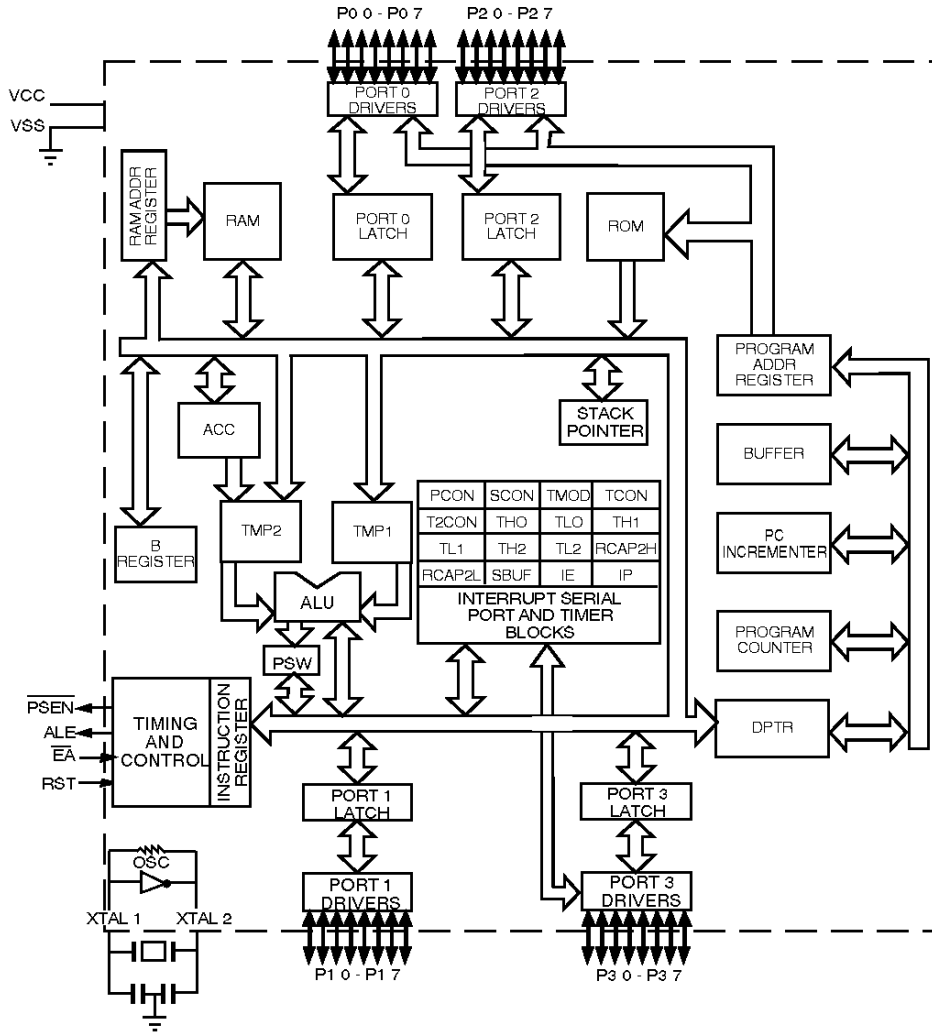 P0 0 - P0 7
P2 0 - P2 7
VCC
VSS
PORT 0
DRIVERS
PORT 2
DRIVERS
RAM ADDR
REGISTER
RAM
PORT 0
LATCH
PORT 2
LATCH
ROM
PROGRAM
ADDR
REGISTER
ACC
STACK
POINTER
BUFFER
B
REGISTER
TMP2
TMP1
PCON SCON TMOD TCON
T2CON THO TLO TH1
TL1 TH2 TL2 RCAP2H
RCAP2L SBUF IE IP
INTERRUPT SERIAL
PORT AND TIMER
BLOCKS
PC
INCREMENTER
ALU
PSW
PROGRAM
COUNTER
PSEN
ALE
EA
RST
TIMING
AND
CONTROL
INSTRUCTION
REGISTER
DPTR
PORT 1
LATCH
PORT 3
LATCH
OSC
XTAL 1
XTAL 2
PORT 1
DRIVERS
PORT 3
DRIVERS
P1 0 - P1 7
P3 0 - P3 7